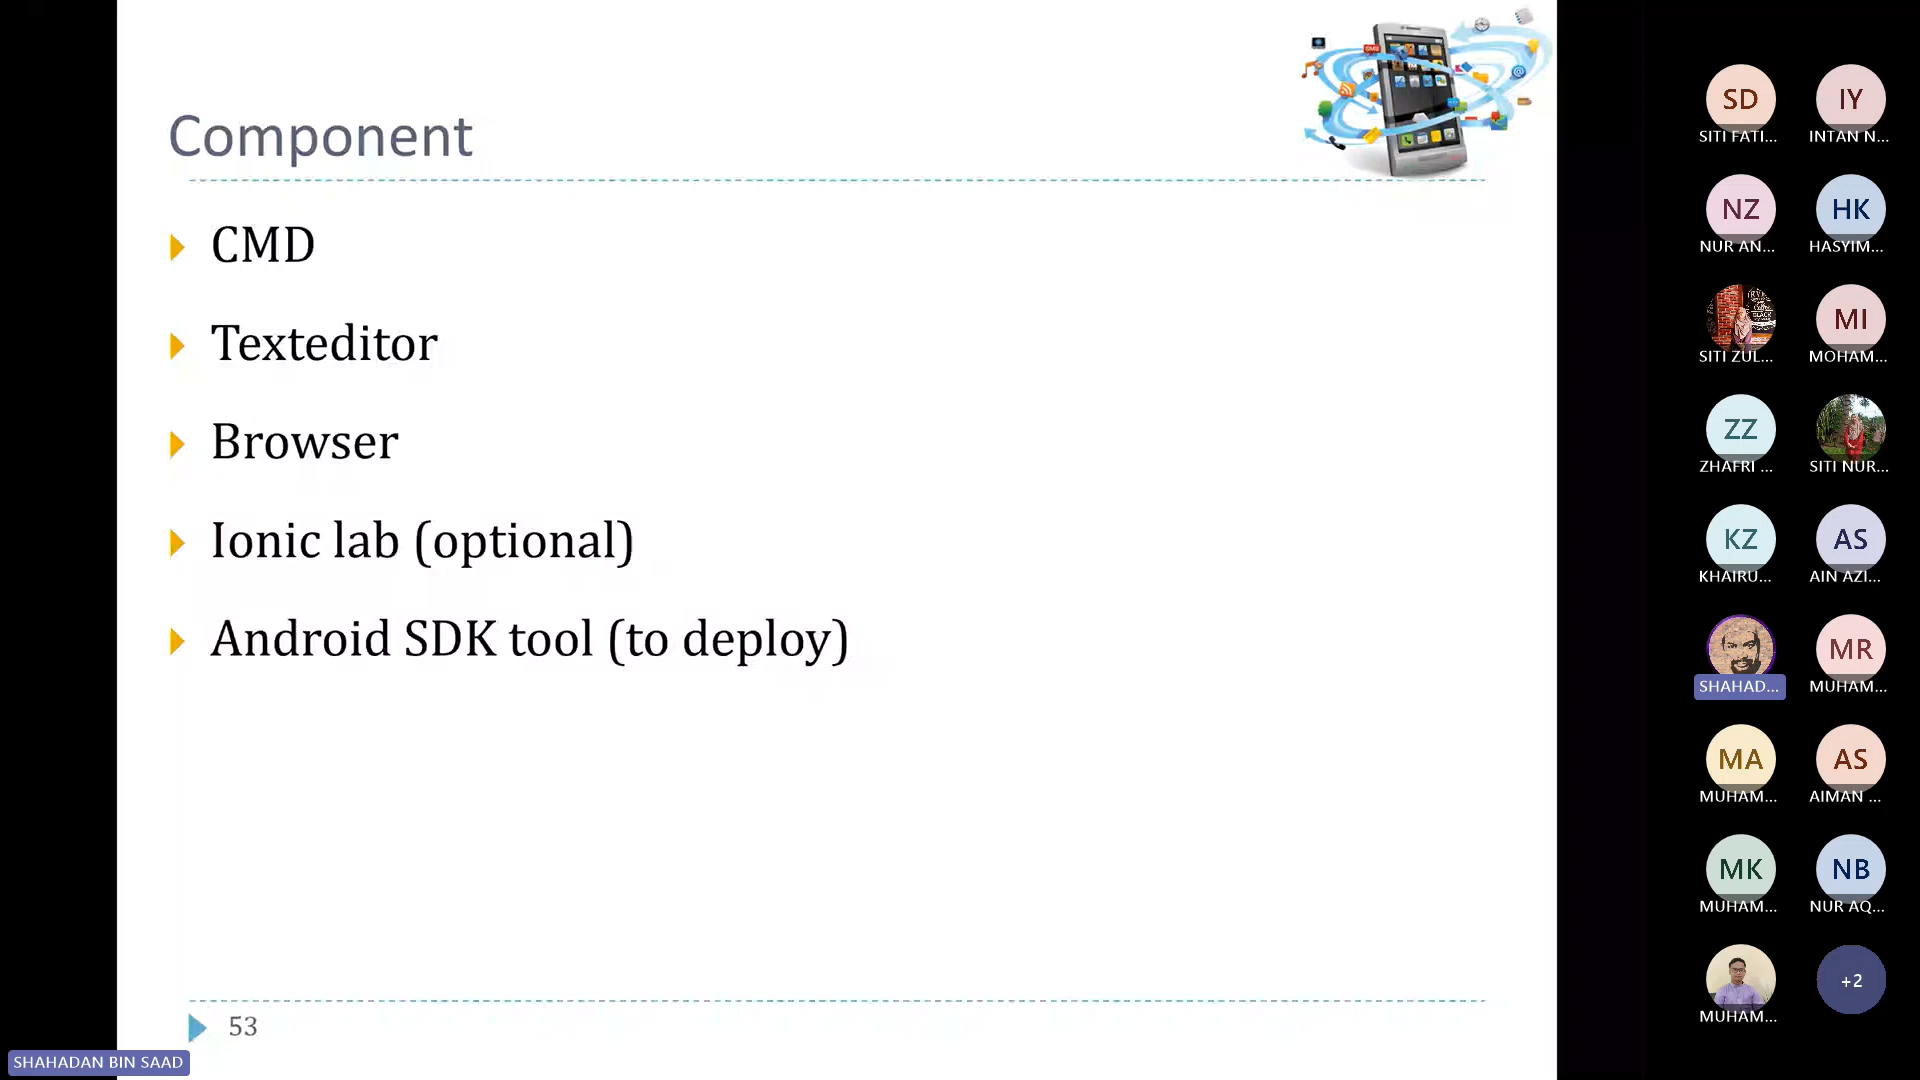 Component
CMD
Texteditor
Browser
Ionic lab (optional)
Android SDK tool (to deploy)
53
SHAHADAN BIN SAAD
SD
SITI FATI...
IY
INTAN N...
NZ
NUR AN...
HK
HASYIM...
SITI ZUL...
MI
MOHAM...
ZZ
ZHAFRI ...
SITI NUR...
KZ
KHAIRU...
AS
AIN AZI...
SHAHAD...
MR
MUHAM...
MA
MUHAM...
AS
AIMAN ...
MK
MUHAM...
NB
NUR AQ...
MUHAM...
+2